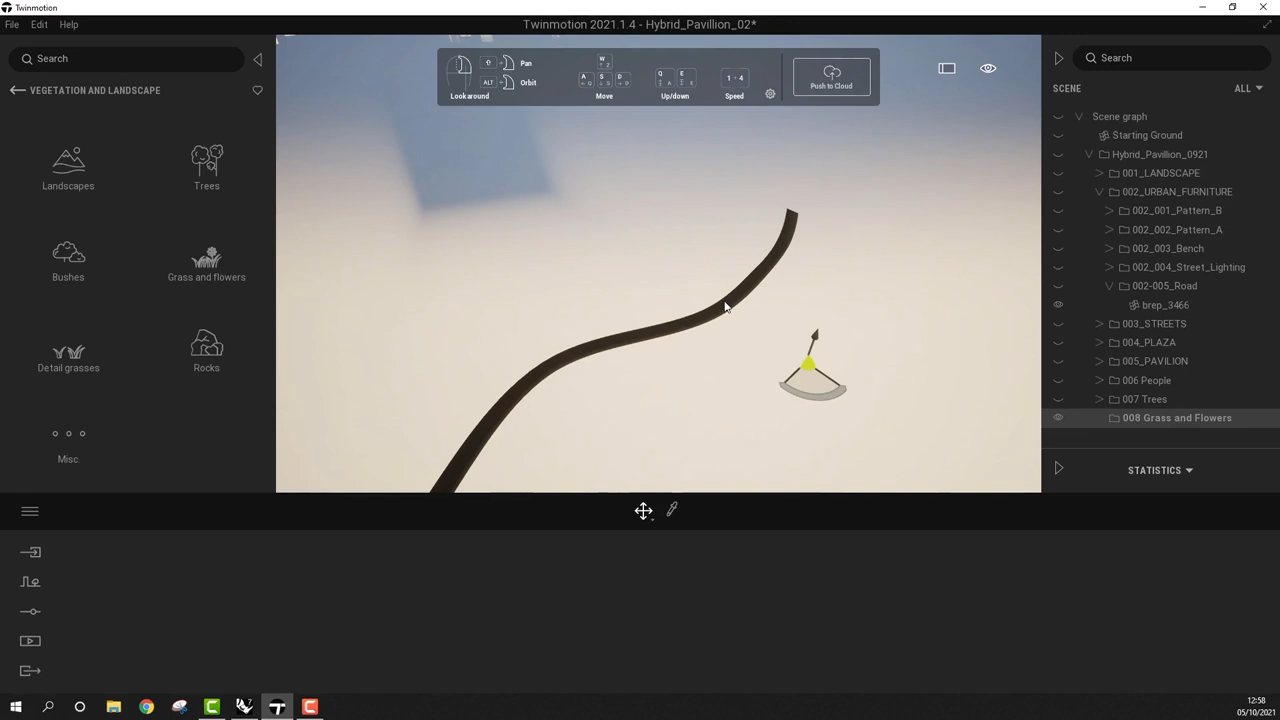 Twinmotion
File Edit Help
Twinmotion 2021.1.4 - Hybrid_Pavillion_02*
Search
VEGETATION AND LANDSCAPE
Landscapes
Trees
Bushes
Grass and flowers
Detail grasses
Rocks
Misc.
Pan
ALT
Orbit
Look around
W
Z
A Q
S S
D D
Move
Q A
E E
Up/down
1 - 4
Speed
Push to Cloud
Search
SCENE
ALL
Scene graph
Starting Ground
Hybrid_Pavillion_0921
001_LANDSCAPE
002_URBAN_FURNITURE
002_001_Pattern_B
002_002_Pattern_A
002_003_Bench
002_004_Street_Lighting
002-005_Road
brep_3466
003_STREETS
004_PLAZA
005_PAVILION
006 People
007 Trees
008 Grass and Flowers
STATISTICS
12:58
05/10/2021